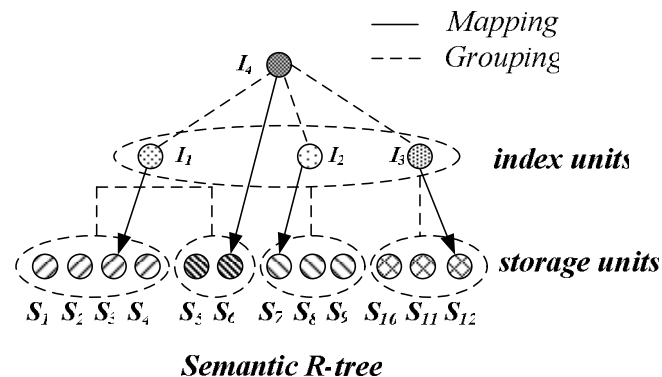 Mapping
Grouping
I4
I1 I2 I3 index units
storage units
S1 S2 S3 S4 S5 S6 S7 S8 S9 S10 S11 S12
Semantic R-tree